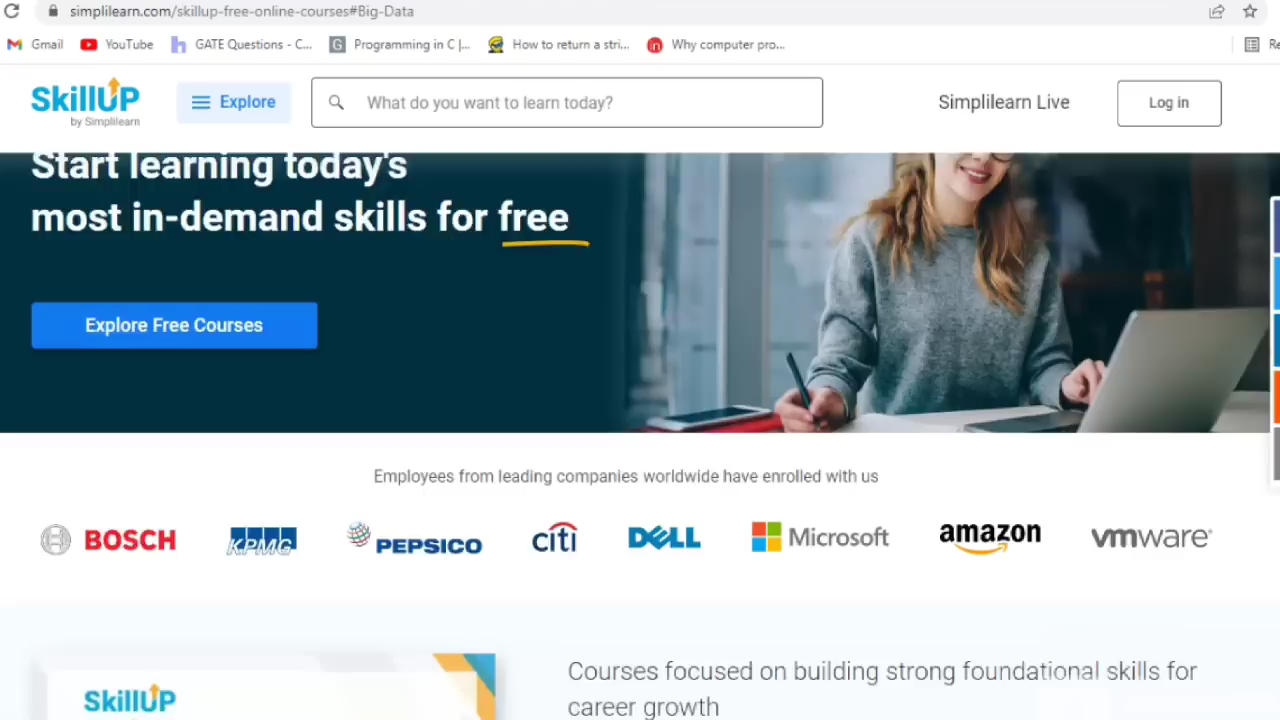 simplilearn.com/skillup-free-online-courses#Big-Data
Gmail
YouTube
GATE Questions - C...
Programming in C |...
How to return a stri...
Why computer pro...
Re
SkillUP
by Simplilearn
Explore
What do you want to learn today?
Simplilearn Live
Log in
Start learning today's
most in-demand skills for free
Explore Free Courses
Employees from leading companies worldwide have enrolled with us
BOSCH
KPMG
PEPSICO
citi
DELL
Microsoft
amazon
vmware
SkillUP
Courses focused on building strong foundational skills for
career growth